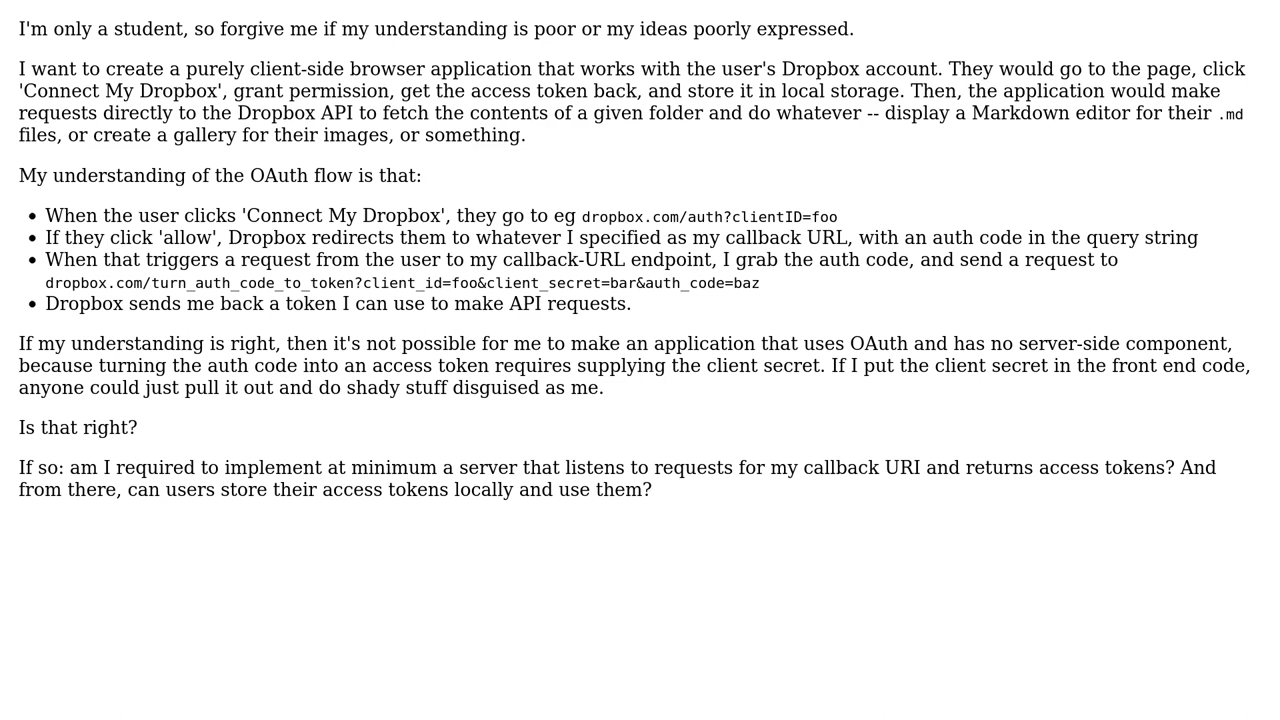 I'm only a student, so forgive me if my understanding is poor or my ideas poorly expressed.
I want to create a purely client-side browser application that works with the user's Dropbox account. They would go to the page, click
'Connect My Dropbox', grant permission, get the access token back, and store it in local storage. Then, the application would make
requests directly to the Dropbox API to fetch the contents of a given folder and do whatever -- display a Markdown editor for their .md
files, or create a gallery for their images, or something.
My understanding of the OAuth flow is that:
• When the user clicks 'Connect My Dropbox', they go to eg dropbox.com/auth?clientID=foo
• If they click 'allow', Dropbox redirects them to whatever I specified as my callback URL, with an auth code in the query string
• When that triggers a request from the user to my callback-URL endpoint, I grab the auth code, and send a request to
dropbox.com/turn_auth_code_to_token?client_id=foo&client_secret=bar&auth_code=baz
• Dropbox sends me back a token I can use to make API requests.
If my understanding is right, then it's not possible for me to make an application that uses OAuth and has no server-side component,
because turning the auth code into an access token requires supplying the client secret. If I put the client secret in the front end code,
anyone could just pull it out and do shady stuff disguised as me.
Is that right?
If so: am I required to implement at minimum a server that listens to requests for my callback URI and returns access tokens? And
from there, can users store their access tokens locally and use them?